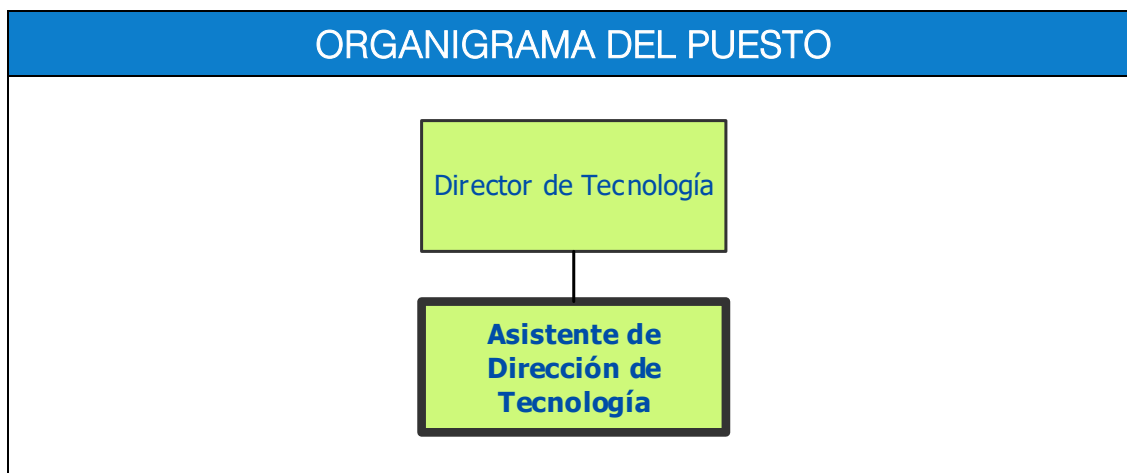 ORGANIGRAMA DEL PUESTO
Director de Tecnología
Asistente de
Dirección de
Tecnología